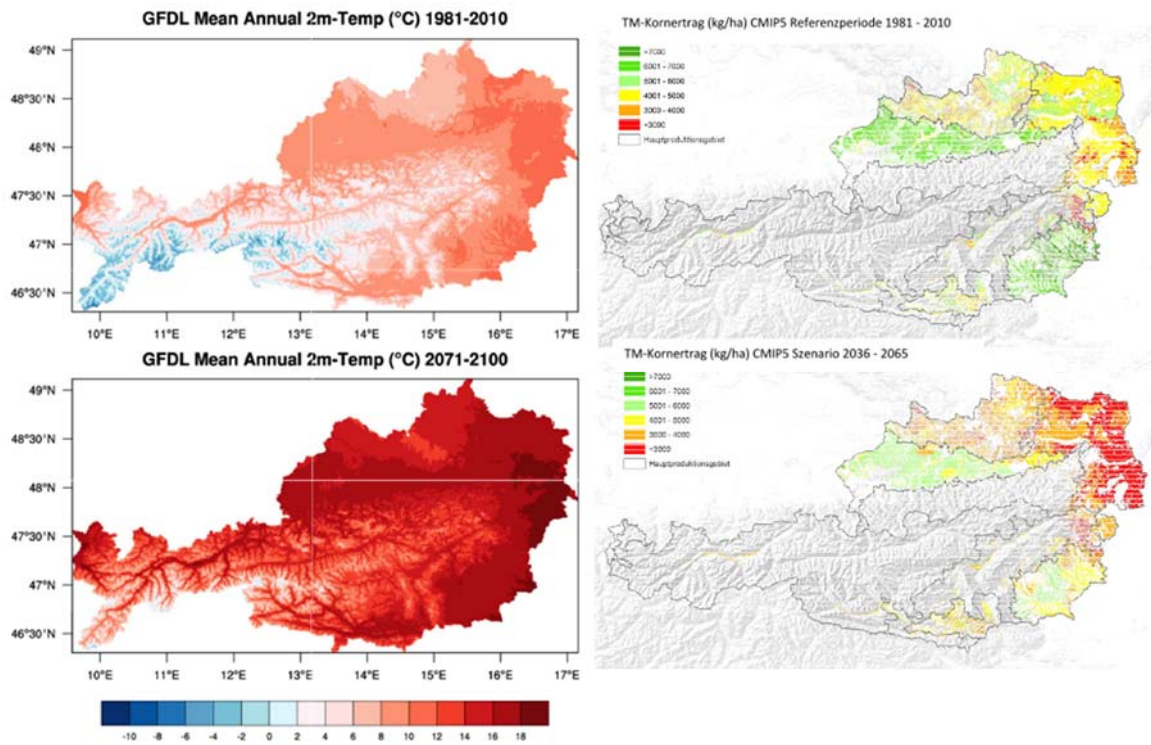 GFDL Mean Annual 2m-Temp (°C) 1981-2010
49°N
48°30'N
48°N
47°30'N
47°N
46°30'N
10°E 11°E 12°E 13°E 14°E 15°E 16°E 17°E
TM-Kornertrag (kg/ha) CMIP5 Referenzperiode 1981 - 2010
>7000
6001 - 7000
5001 - 6000
4001 - 5000
3000 - 4000
<3000
Hauptproduktionsgebiet
GFDL Mean Annual 2m-Temp (°C) 2071-2100
49°N
48°30'N
48°N
47°30'N
47°N
46°30'N
10°E 11°E 12°E 13°E 14°E 15°E 16°E 17°E
-10 -8 -6 -4 -2 0 2 4 6 8 10 12 14 16 18
TM-Kornertrag (kg/ha) CMIP5 Szenario 2036 - 2065
>7000
6001 - 7000
5001 - 6000
4001 - 5000
3000 - 4000
<3000
Hauptproduktionsgebiet